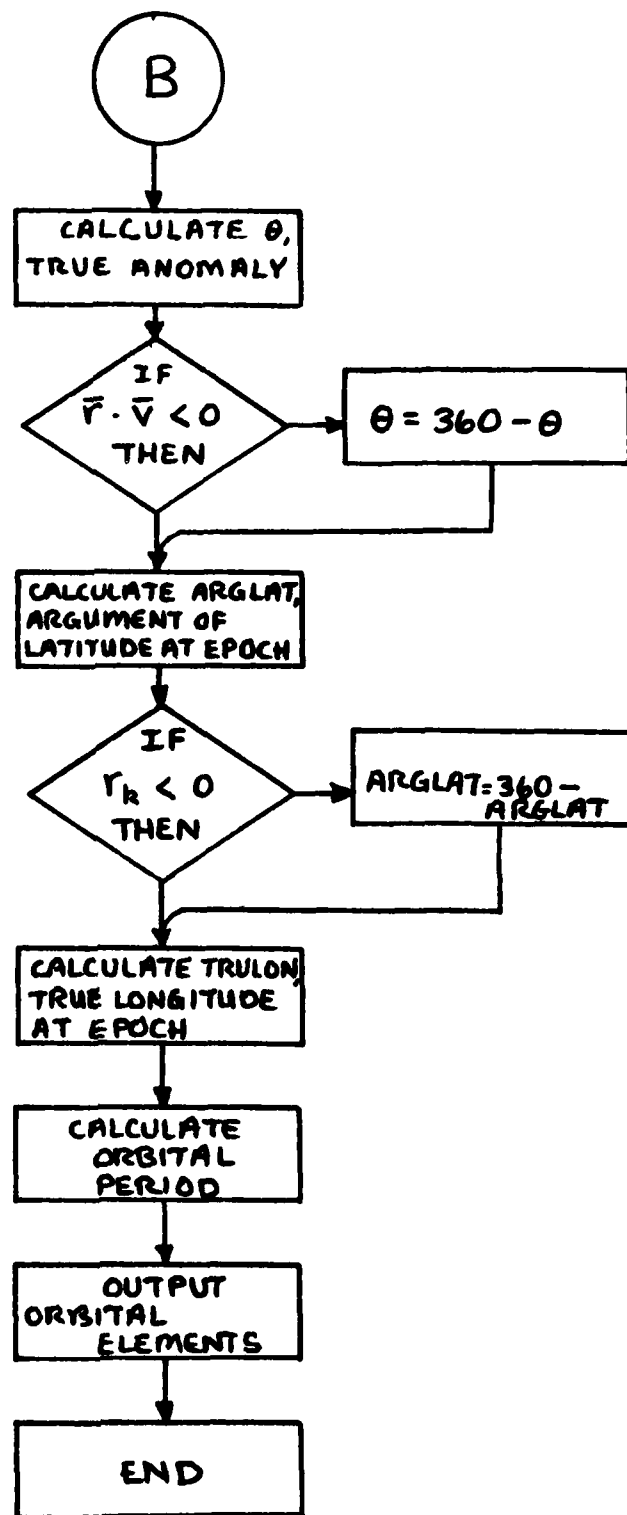 B
CALCULATE θ,
TRUE ANOMALY
IF
r̄ · v̄ < 0
THEN
θ = 360 - θ
CALCULATE ARGLAT,
ARGUMENT OF
LATITUDE AT EPOCH
IF
r_k < 0
THEN
ARGLAT = 360 -
ARGLAT
CALCULATE TRULON,
TRUE LONGITUDE
AT EPOCH
CALCULATE
ORBITAL
PERIOD
OUTPUT
ORBITAL
ELEMENTS
END